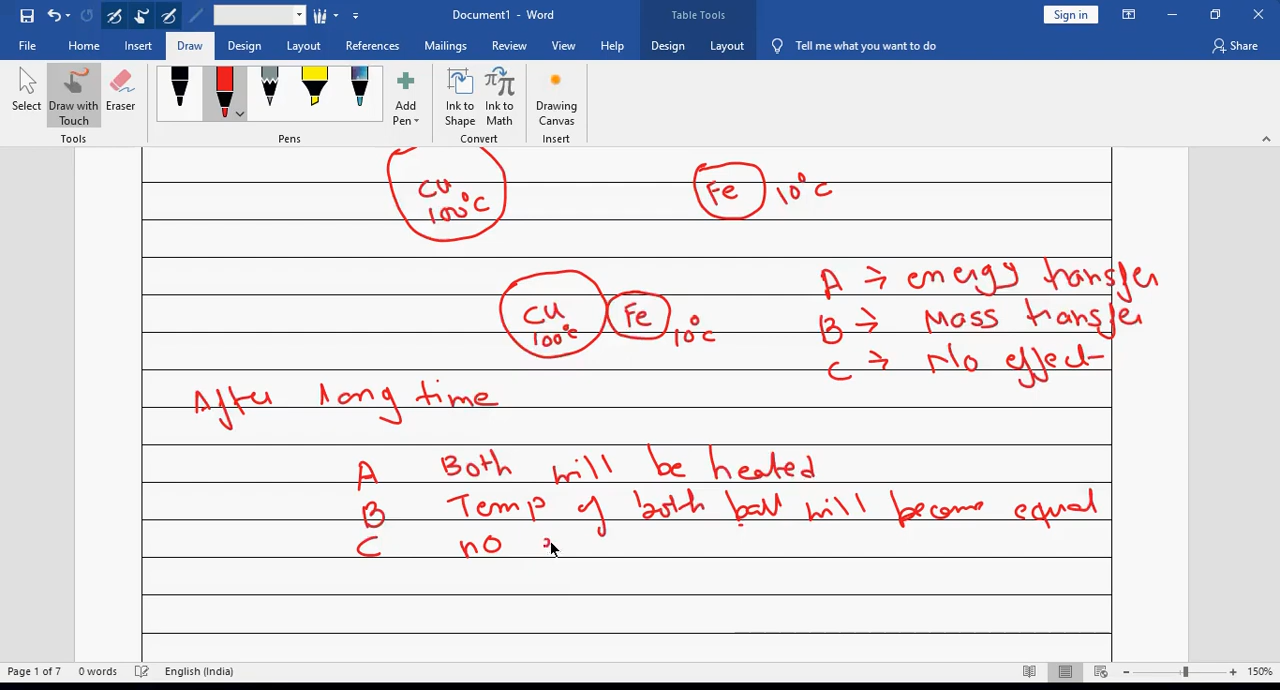 Document1 - Word
Table Tools
Sign in
File Home Insert Draw Design Layout References Mailings Review View Help Design Layout Tell me what you want to do Share
Select Draw with Touch Eraser Add Pen Ink to Shape Ink to Math Drawing Canvas
Tools Pens Convert Insert
CU
100°C
Fe 10°C
CU
100°C
Fe
10°C
A → energy transfer
B → Mass transfer
C → No effect
After long time
A Both will be heated
B Temp of both ball will become equal
C no
Page 1 of 7 0 words English (India) 150%